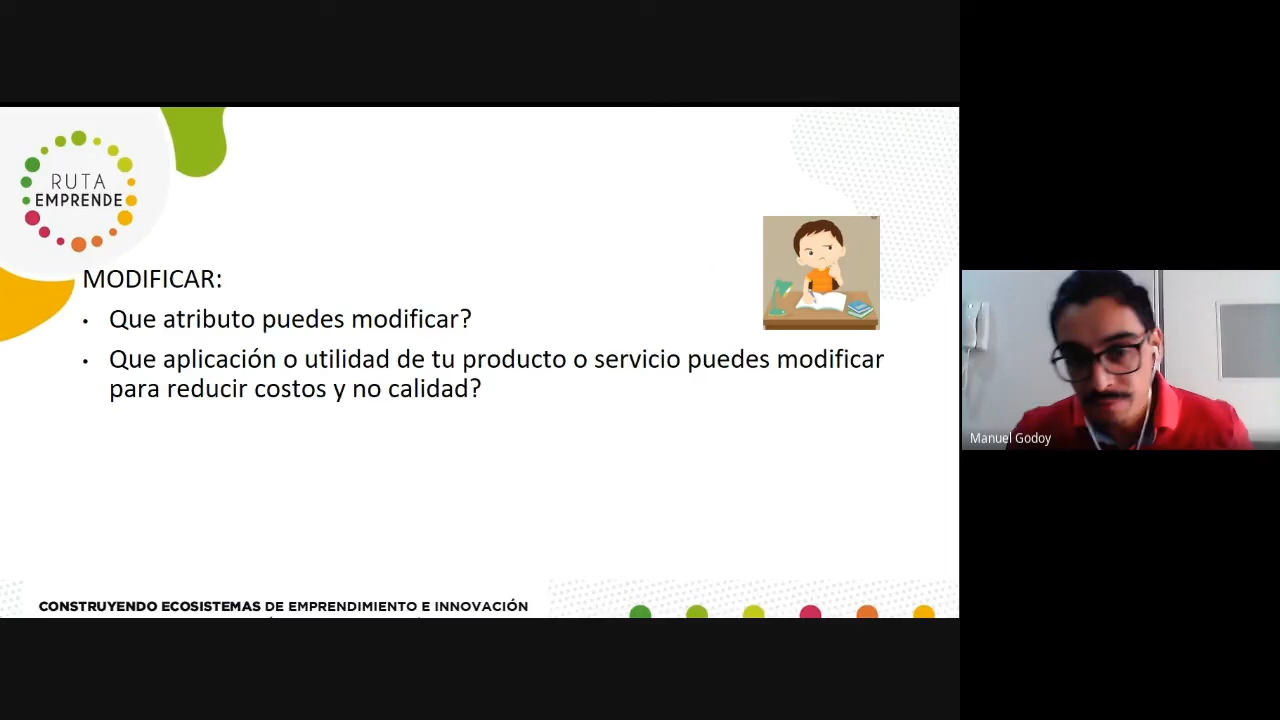 RUTA
EMPRENDE
MODIFICAR:
• Que atributo puedes modificar?
• Que aplicación o utilidad de tu producto o servicio puedes modificar
para reducir costos y no calidad?
Manuel Godoy
CONSTRUYENDO ECOSISTEMAS DE EMPRENDIMIENTO E INNOVACIÓN